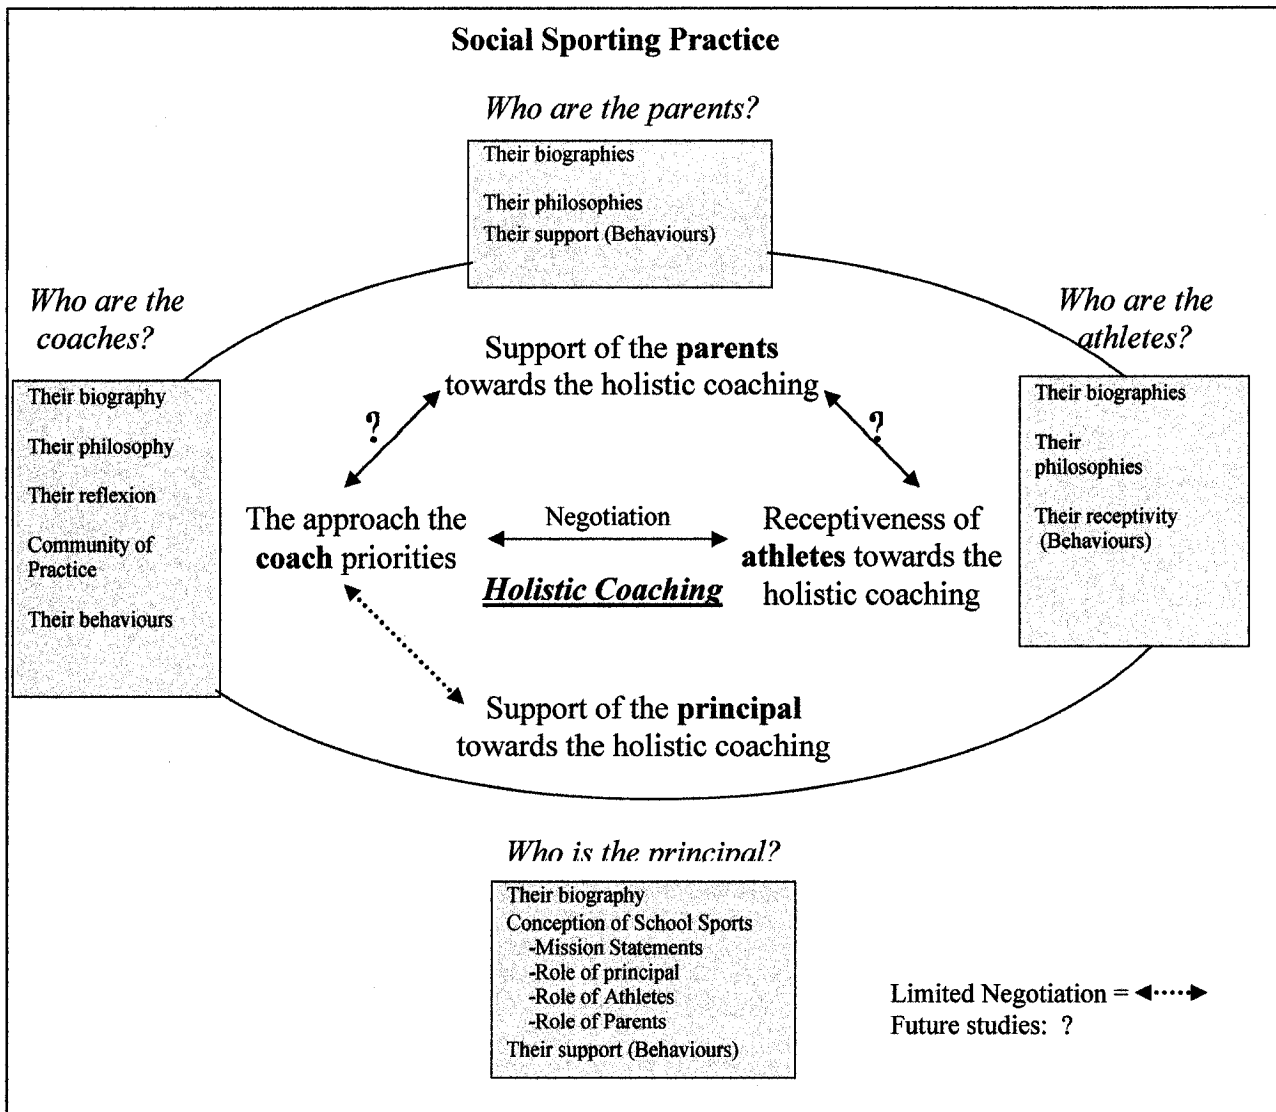 Social Sporting Practice
Who are the parents?
Their biographies
Their philosophies
Their support (Behaviours)
Who are the
coaches?
Their biography
Their philosophy
Their reflexion
Community of
Practice
Their behaviours
Who are the
athletes?
Their biographies
Their
philosophies
Their receptivity
(Behaviours)
Support of the parents
towards the holistic coaching
?
?
The approach the
coach priorities
Negotiation
Holistic Coaching
Receptiveness of
athletes towards the
holistic coaching
Support of the principal
towards the holistic coaching
Who is the principal?
Their biography
Conception of School Sports
-Mission Statements
-Role of principal
-Role of Athletes
-Role of Parents
Their support (Behaviours)
Limited Negotiation =
Future studies: ?